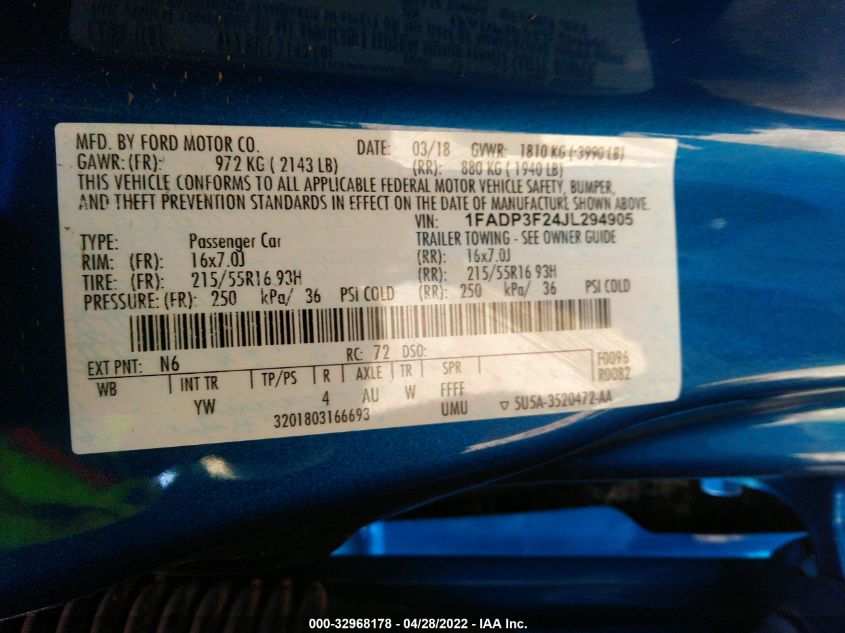 MFD. BY FORD MOTOR CO. DATE: 03/18 GVWR: 1810 KG ( 3990 LB)
GAWR: (FR): 972 KG ( 2143 LB) (RR): 880 KG ( 1940 LB)
THIS VEHICLE CONFORMS TO ALL APPLICABLE FEDERAL MOTOR VEHICLE SAFETY, BUMPER,
AND THEFT PREVENTION STANDARDS IN EFFECT ON THE DATE OF MANUFACTURE SHOWN ABOVE.
VIN: 1FADP3F24JL294905
TYPE: Passenger Car TRAILER TOWING - SEE OWNER GUIDE
RIM: (FR): 16x7.0J (RR): 16x7.0J
TIRE: (FR): 215/55R16 93H (RR): 215/55R16 93H
PRESSURE: (FR): 250 kPa/ 36 PSI COLD (RR): 250 kPa/ 36 PSI COLD
EXT PNT: N6 RC: 72 DSO: F0096
WB INT TR TP/PS R AXLE TR SPR R0082
YW 4 AU W FFFF
3201803166693 UMU ▽ 5U5A-3520472-AA
000-32968178 - 04/28/2022 - IAA Inc.